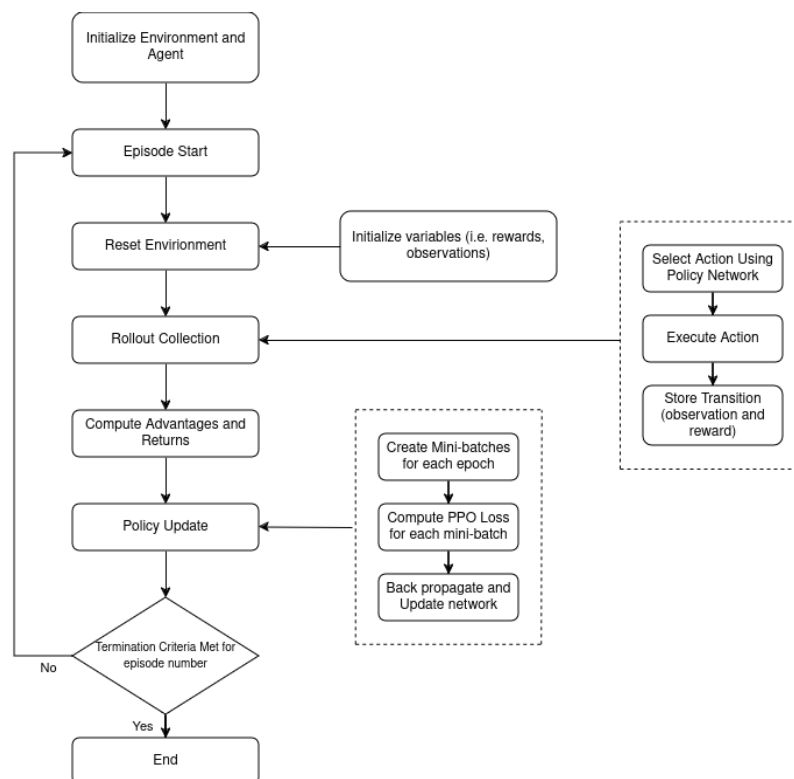 Initialize Environment and
Agent
Episode Start
Reset Envirionment
Initialize variables (i.e. rewards,
observations)
Select Action Using
Policy Network
Rollout Collection
Execute Action
Store Transition
(observation and
reward)
Compute Advantages and
Returns
Create Mini-batches
for each epoch
Policy Update
Compute PPO Loss
for each mini-batch
Back propagate and
Update network
Termination Criteria Met for
episode number
No
Yes
End